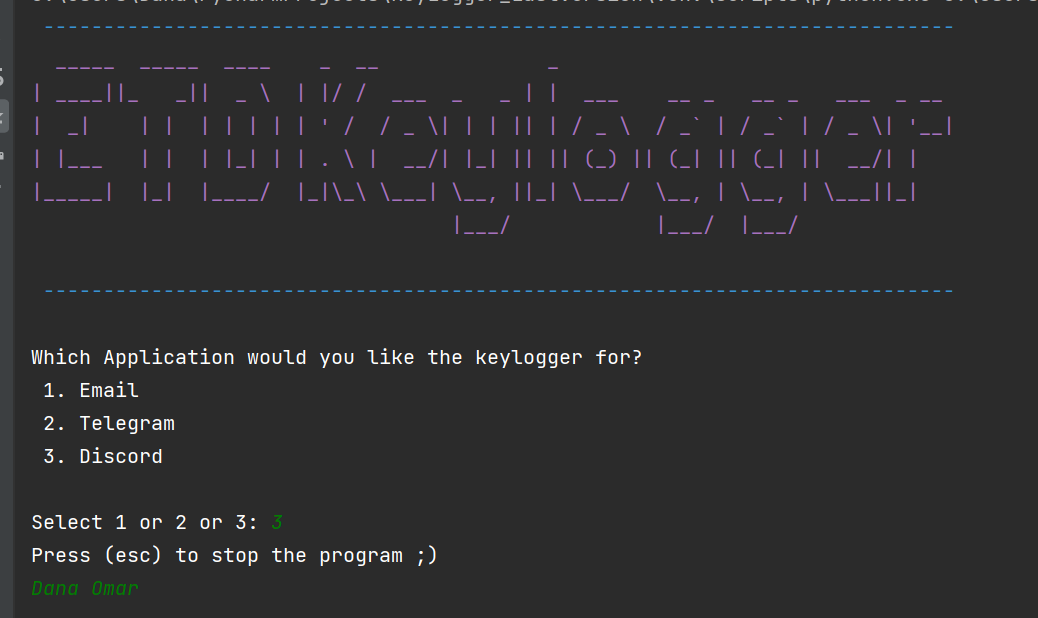 ETDKeylogger
Which Application would you like the keylogger for?
1. Email
2. Telegram
3. Discord
Select 1 or 2 or 3: 3
Press (esc) to stop the program ;)
Dana Omar